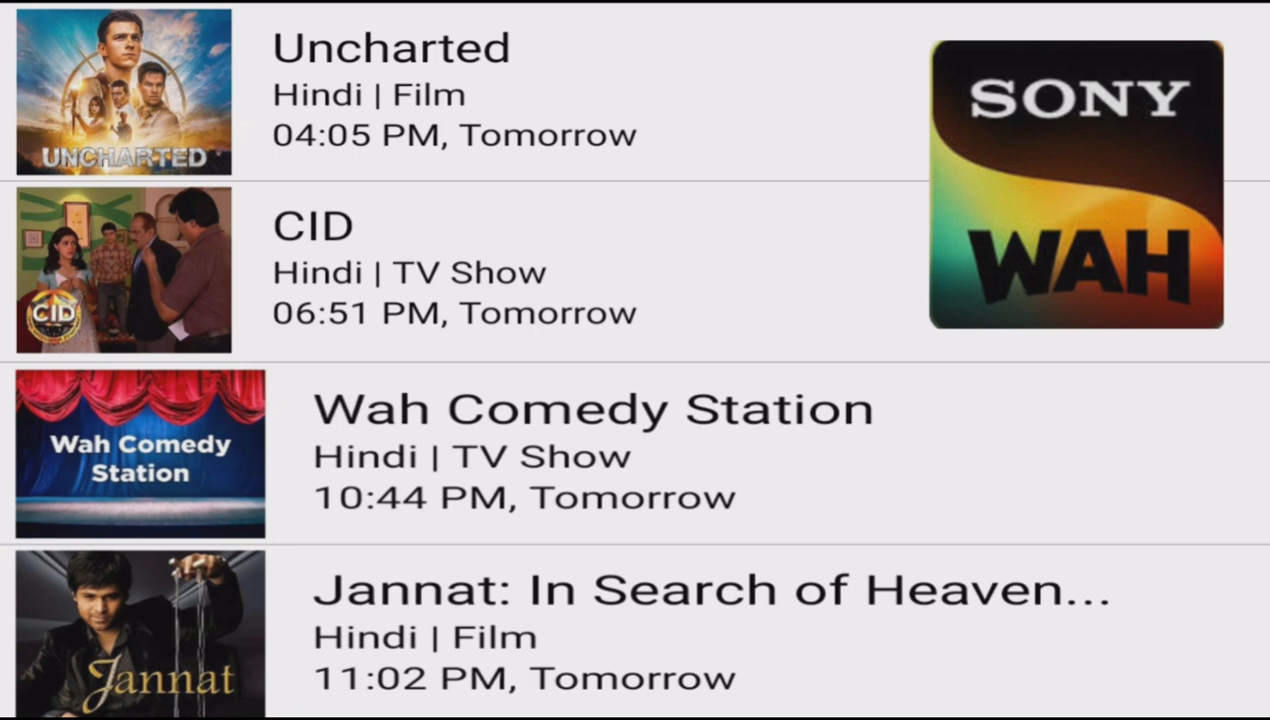 UNCHARTED
Uncharted
Hindi | Film
04:05 PM, Tomorrow
SONY
WAH
CID
CID
Hindi | TV Show
06:51 PM, Tomorrow
Wah Comedy
Station
Wah Comedy Station
Hindi | TV Show
10:44 PM, Tomorrow
Jannat
Jannat: In Search of Heaven...
Hindi | Film
11:02 PM, Tomorrow